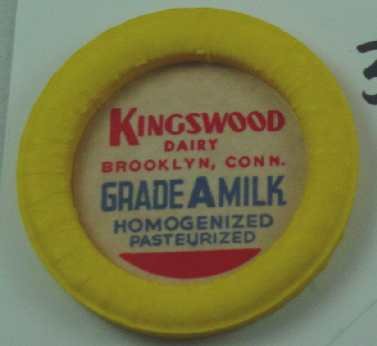 KINGSWOOD
DAIRY
BROOKLYN, CONN.
GRADE A MILK
HOMOGENIZED
PASTEURIZED